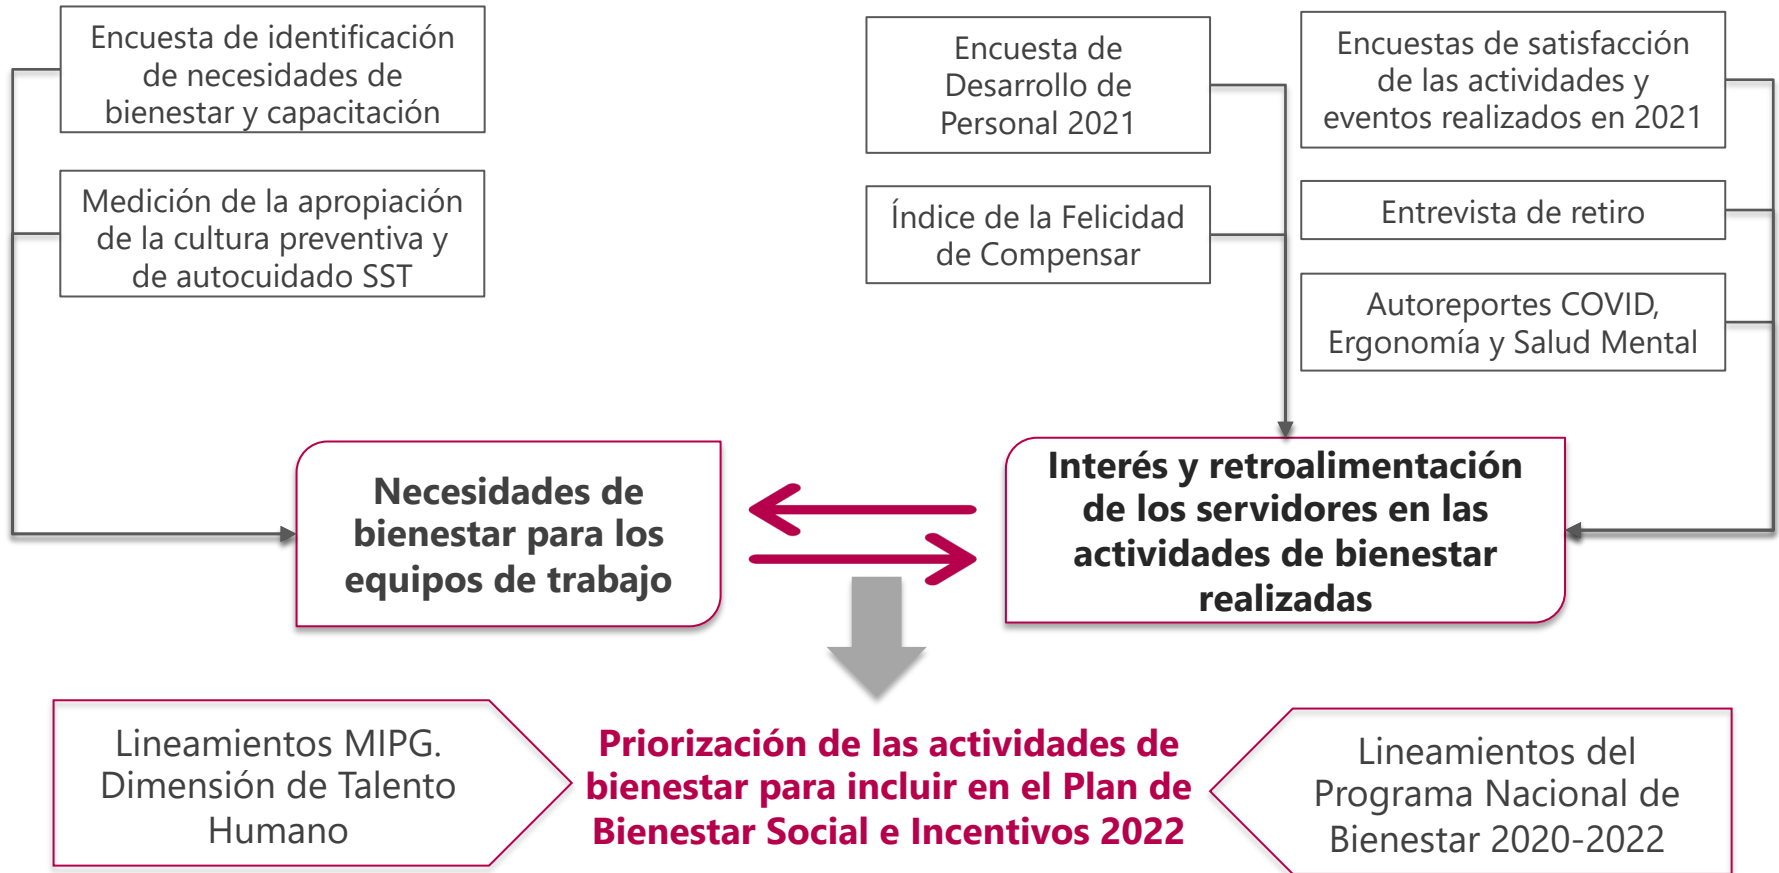 Encuesta de identificación
de necesidades de
bienestar y capacitación
Medición de la apropiación
de la cultura preventiva y
de autocuidado SST
Encuesta de
Desarrollo de
Personal 2021
Índice de la Felicidad
de Compensar
Encuestas de satisfacción
de las actividades y
eventos realizados en 2021
Entrevista de retiro
Autoreportes COVID,
Ergonomía y Salud Mental
Necesidades de
bienestar para los
equipos de trabajo
Interés y retroalimentación
de los servidores en las
actividades de bienestar
realizadas
Lineamientos MIPG.
Dimensión de Talento
Humano
Priorización de las actividades de
bienestar para incluir en el Plan de
Bienestar Social e Incentivos 2022
Lineamientos del
Programa Nacional de
Bienestar 2020-2022